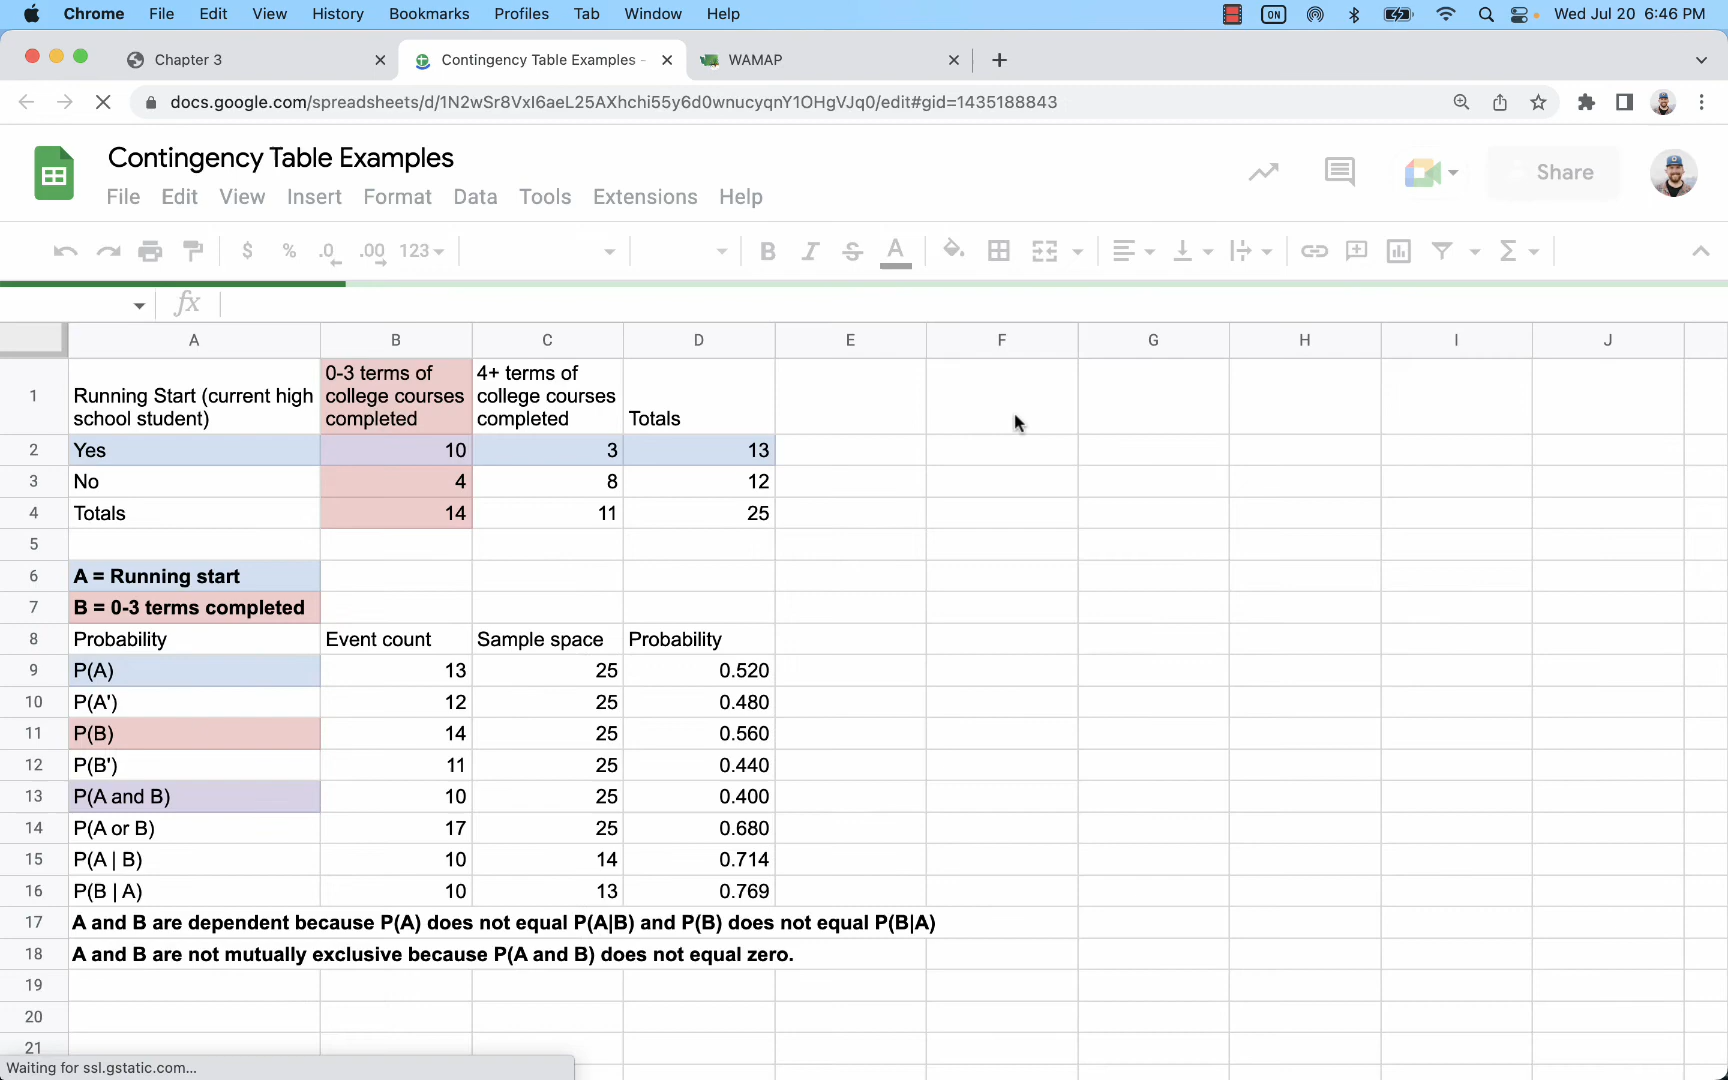 Chrome File Edit View History Bookmarks Profiles Tab Window Help ON Wed Jul 20 6:46 PM
Chapter 3 Contingency Table Examples - WAMAP
docs.google.com/spreadsheets/d/1N2wSr8VxI6aeL25AXhchi55y6d0wnucyqnY1OHgVJq0/edit#gid=1435188843
Contingency Table Examples
File Edit View Insert Format Data Tools Extensions Help
Share
$ % .0 .00 123 B I S A Σ
fx
A B C D E F G H I J
1 Running Start (current high school student) 0-3 terms of college courses completed 4+ terms of college courses completed Totals
2 Yes 10 3 13
3 No 4 8 12
4 Totals 14 11 25
5
6 A = Running start
7 B = 0-3 terms completed
8 Probability Event count Sample space Probability
9 P(A) 13 25 0.520
10 P(A') 12 25 0.480
11 P(B) 14 25 0.560
12 P(B') 11 25 0.440
13 P(A and B) 10 25 0.400
14 P(A or B) 17 25 0.680
15 P(A | B) 10 14 0.714
16 P(B | A) 10 13 0.769
17 A and B are dependent because P(A) does not equal P(A|B) and P(B) does not equal P(B|A)
18 A and B are not mutually exclusive because P(A and B) does not equal zero.
19
20
21
Waiting for ssl.gstatic.com...